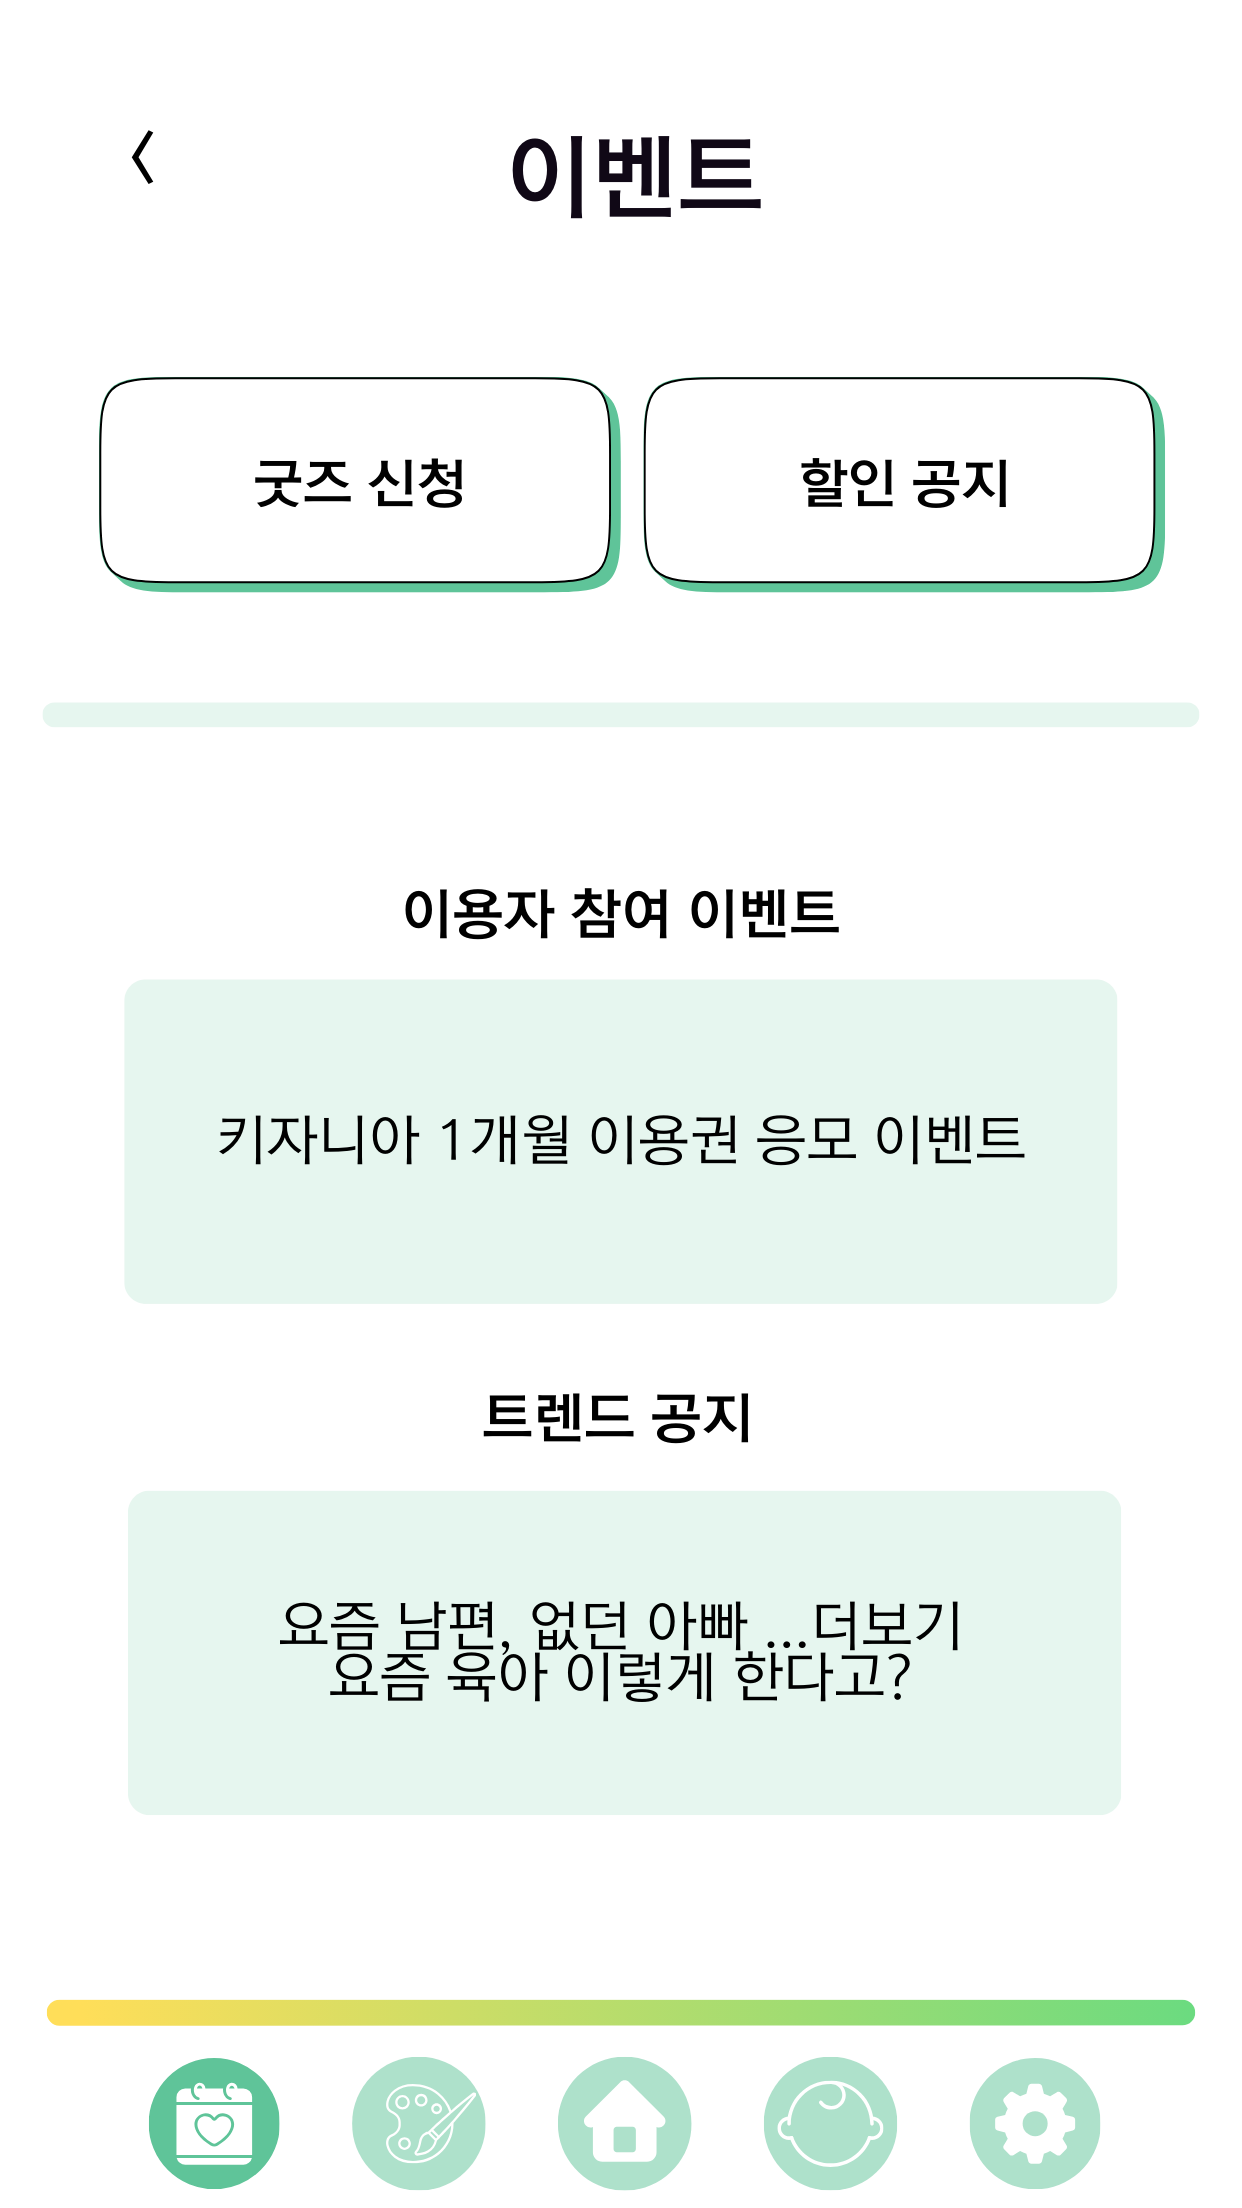 이벤트
굿즈 신청
할인 공지
이용자 참여 이벤트
키자니아 1개월 이용권 응모 이벤트
트렌드 공지
요즘 남편, 없던 아빠 ...더보기
요즘 육아 이렇게 한다고?